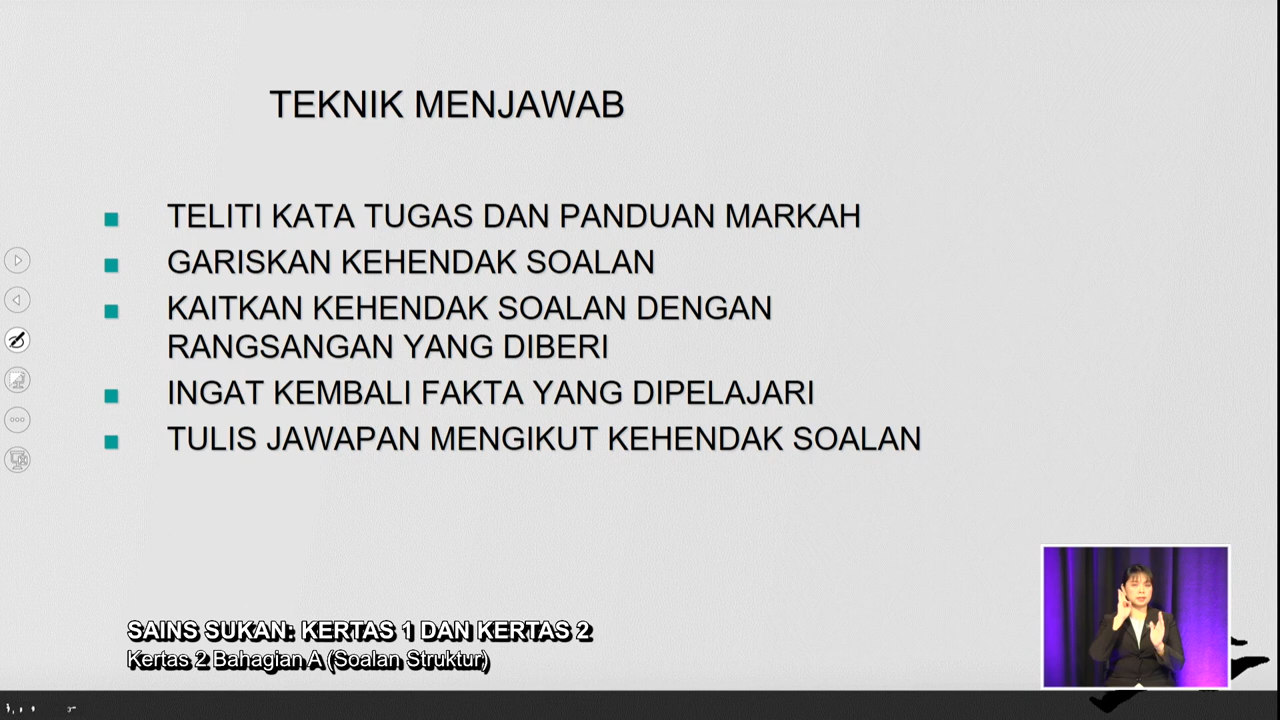 TEKNIK MENJAWAB
TELITI KATA TUGAS DAN PANDUAN MARKAH
GARISKAN KEHENDAK SOALAN
KAITKAN KEHENDAK SOALAN DENGAN
RANGSANGAN YANG DIBERI
INGAT KEMBALI FAKTA YANG DIPELAJARI
TULIS JAWAPAN MENGIKUT KEHENDAK SOALAN
SAINS SUKAN: KERTAS 1 DAN KERTAS 2
Kertas 2 Bahagian A (Soalan Struktur)